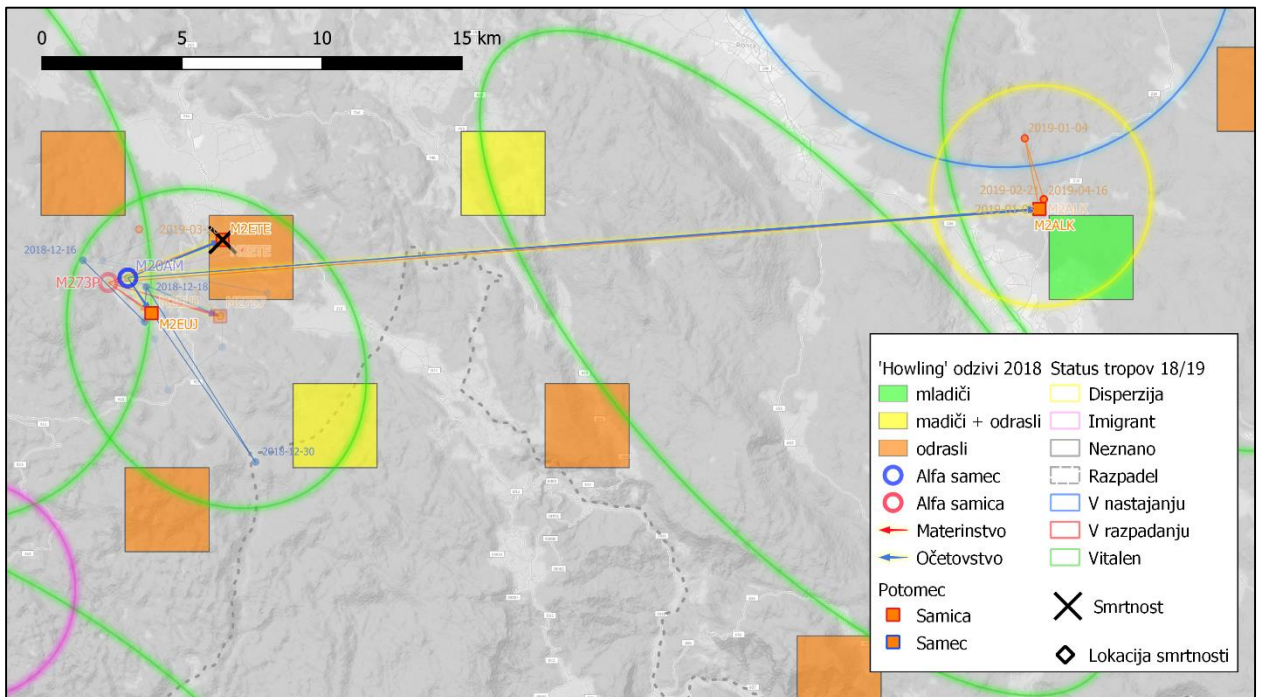 0 5 10 15 km
2019-01-04
2019-02-21 2019-04-16
M2ALK
M2ALK
2019-03-
M2ETE
2018-12-16
M20AM
M273P
2018-12-18
M2EUJ
2018-12-30
'Howling' odzivi 2018 Status tropov 18/19
mladiči Disperzija
madiči + odrasli Imigrant
odrasli Neznano
Alfa samec Razpadel
Alfa samica V nastajanju
Materinstvo V razpadanju
Očetovstvo Vitalen
Potomec
Samica Smrtnost
Samec Lokacija smrtnosti